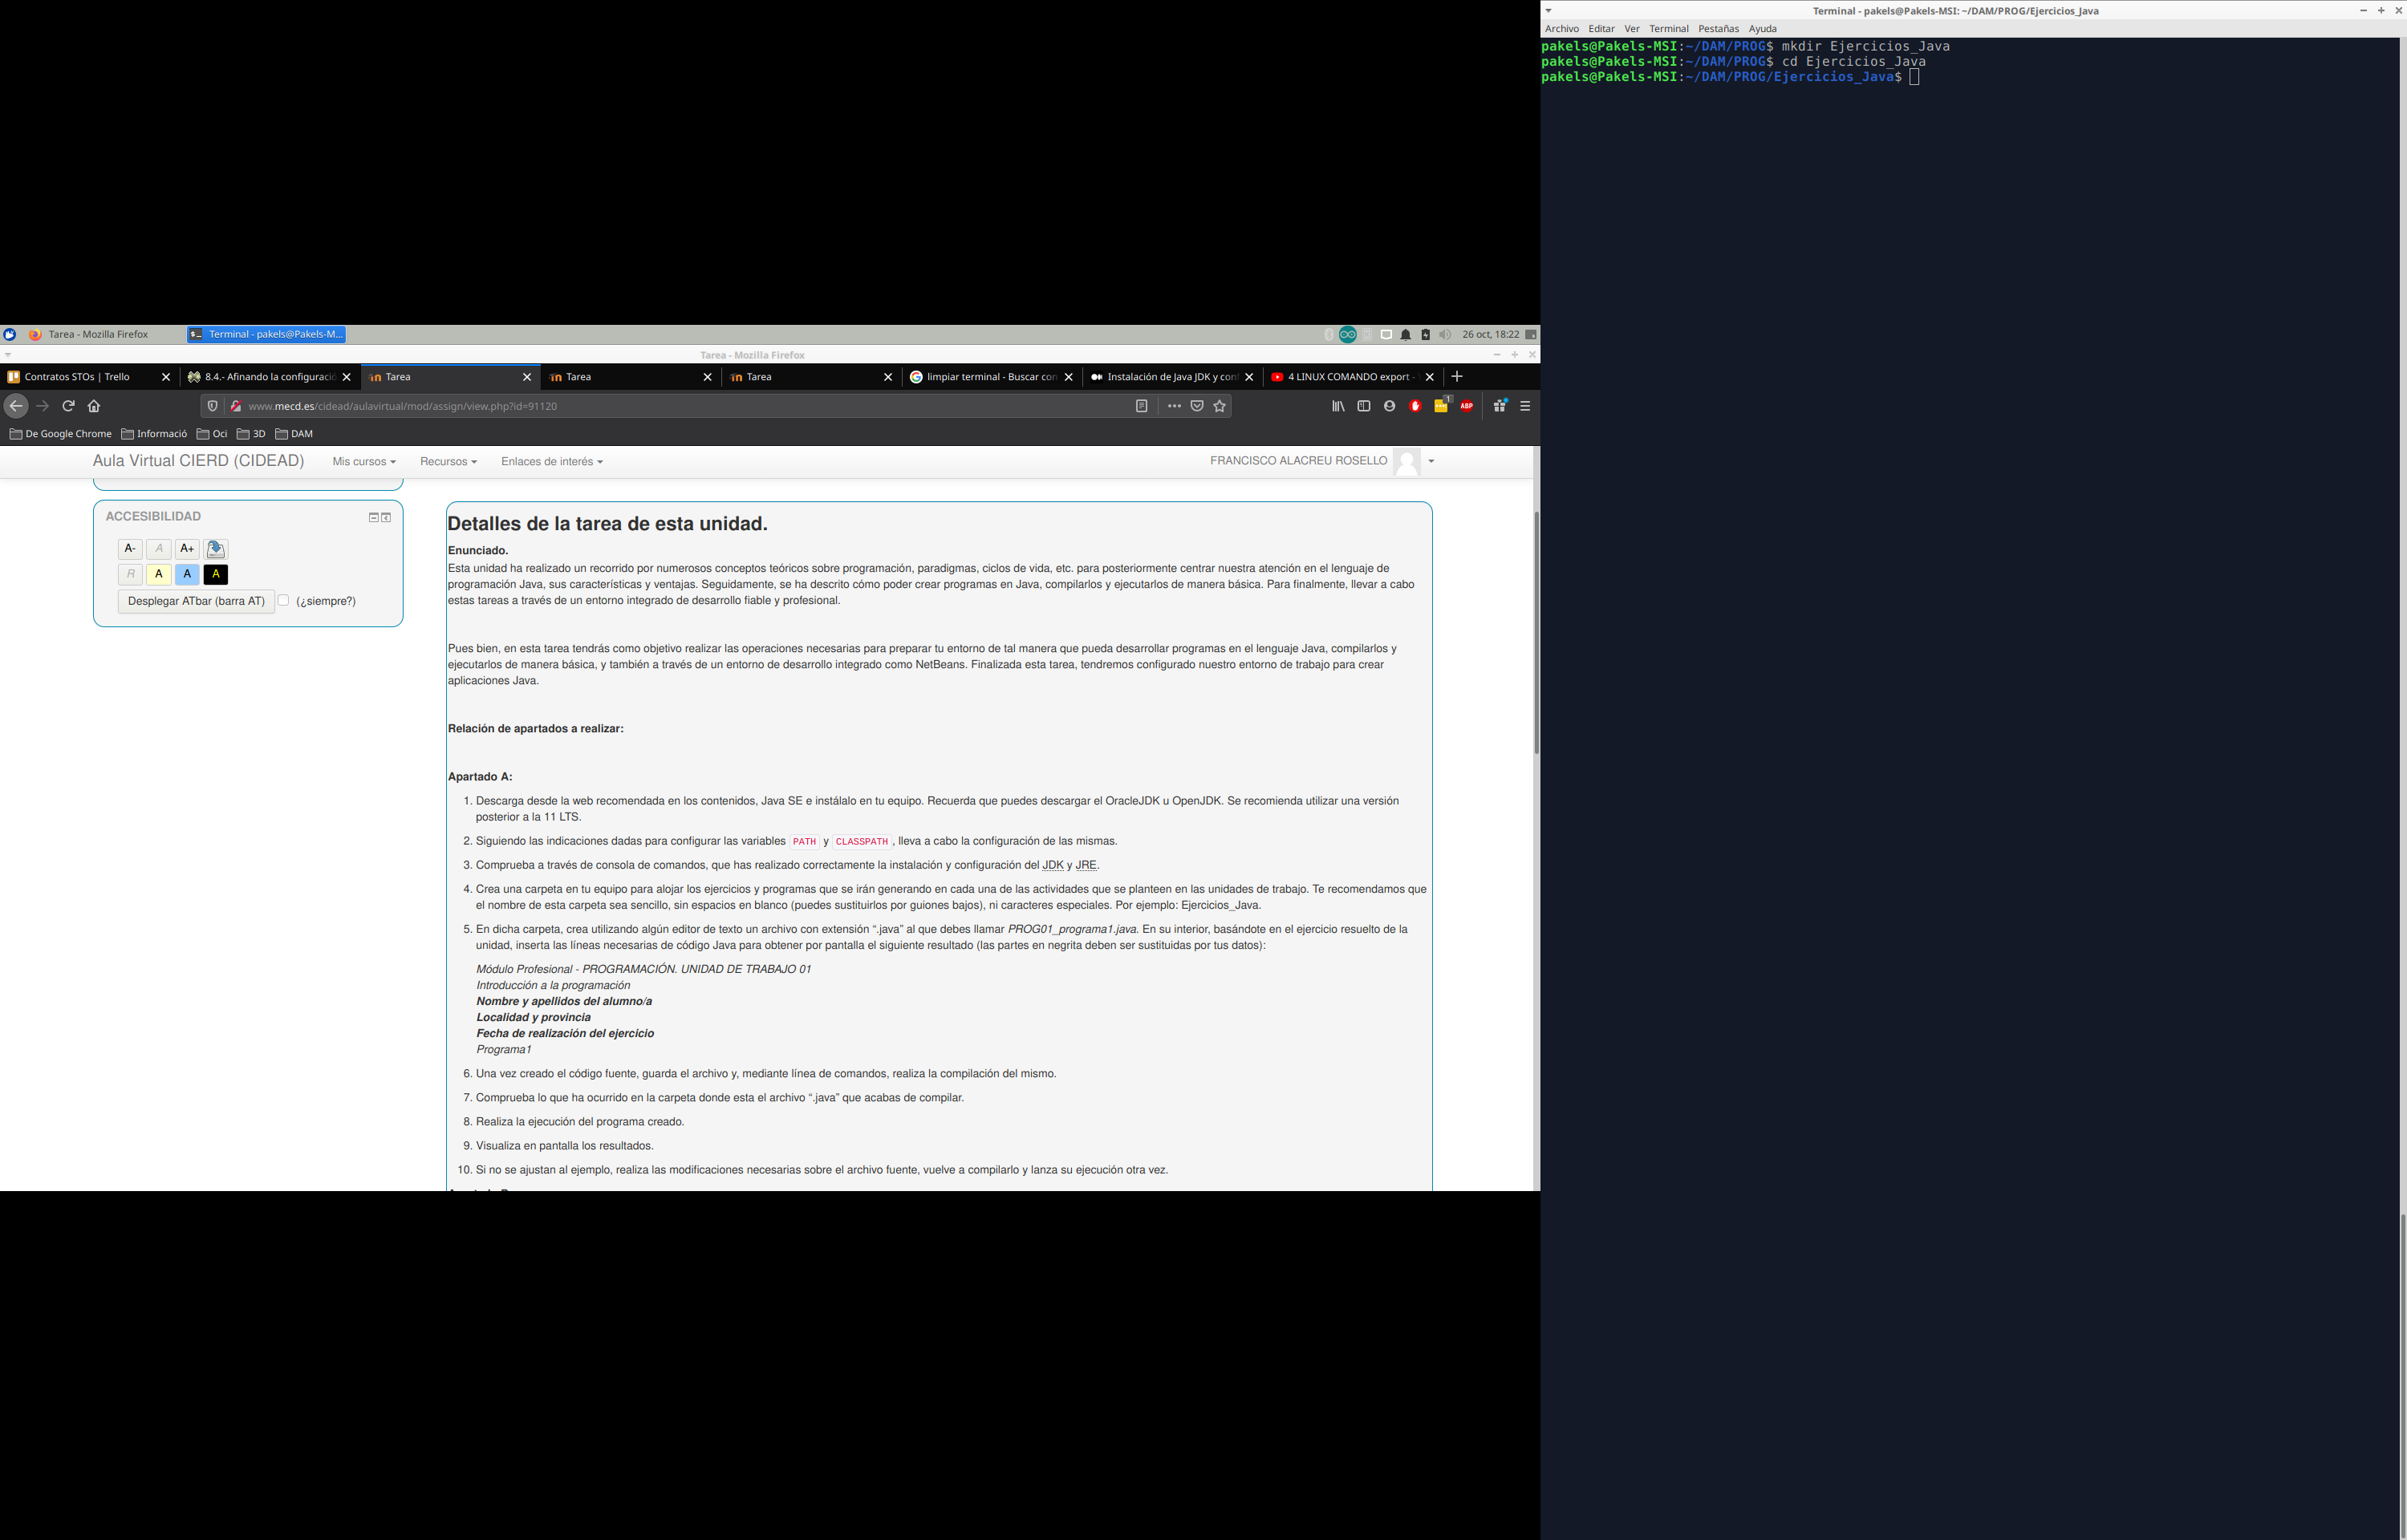 Terminal - pakels@Pakels-MSI: ~/DAM/PROG/Ejercicios_Java
Archivo Editar Ver Terminal Pestañas Ayuda
pakels@Pakels-MSI:~/DAM/PROG$ mkdir Ejercicios_Java
pakels@Pakels-MSI:~/DAM/PROG$ cd Ejercicios_Java
pakels@Pakels-MSI:~/DAM/PROG/Ejercicios_Java$
Tarea - Mozilla Firefox
Terminal - pakels@Pakels-M...
26 oct, 18:22
Tarea - Mozilla Firefox
Contratos STOs | Trello
8.4.- Afinando la configuraci
Tarea
Tarea
Tarea
limpiar terminal - Buscar con
Instalación de Java JDK y con
4 LINUX COMANDO export -
www.mecd.es/cidead/aulavirtual/mod/assign/view.php?id=91120
1
ABP
De Google Chrome
Informació
Oci
3D
DAM
Aula Virtual CIERD (CIDEAD)
Mis cursos
Recursos
Enlaces de interés
FRANCISCO ALACREU ROSELLO
ACCESIBILIDAD
A- A A+
R A A A
Desplegar ATbar (barra AT) (¿siempre?)
Detalles de la tarea de esta unidad.
Enunciado.
Esta unidad ha realizado un recorrido por numerosos conceptos teóricos sobre programación, paradigmas, ciclos de vida, etc. para posteriormente centrar nuestra atención en el lenguaje de
programación Java, sus características y ventajas. Seguidamente, se ha descrito cómo poder crear programas en Java, compilarlos y ejecutarlos de manera básica. Para finalmente, llevar a cabo
estas tareas a través de un entorno integrado de desarrollo fiable y profesional.
Pues bien, en esta tarea tendrás como objetivo realizar las operaciones necesarias para preparar tu entorno de tal manera que pueda desarrollar programas en el lenguaje Java, compilarlos y
ejecutarlos de manera básica, y también a través de un entorno de desarrollo integrado como NetBeans. Finalizada esta tarea, tendremos configurado nuestro entorno de trabajo para crear
aplicaciones Java.
Relación de apartados a realizar:
Apartado A:
1. Descarga desde la web recomendada en los contenidos, Java SE e instálalo en tu equipo. Recuerda que puedes descargar el OracleJDK u OpenJDK. Se recomienda utilizar una versión
posterior a la 11 LTS.
2. Siguiendo las indicaciones dadas para configurar las variables PATH y CLASSPATH, lleva a cabo la configuración de las mismas.
3. Comprueba a través de consola de comandos, que has realizado correctamente la instalación y configuración del JDK y JRE.
4. Crea una carpeta en tu equipo para alojar los ejercicios y programas que se irán generando en cada una de las actividades que se planteen en las unidades de trabajo. Te recomendamos que
el nombre de esta carpeta sea sencillo, sin espacios en blanco (puedes sustituirlos por guiones bajos), ni caracteres especiales. Por ejemplo: Ejercicios_Java.
5. En dicha carpeta, crea utilizando algún editor de texto un archivo con extensión “.java” al que debes llamar PROG01_programa1.java. En su interior, basándote en el ejercicio resuelto de la
unidad, inserta las líneas necesarias de código Java para obtener por pantalla el siguiente resultado (las partes en negrita deben ser sustituidas por tus datos):
Módulo Profesional - PROGRAMACIÓN. UNIDAD DE TRABAJO 01
Introducción a la programación
Nombre y apellidos del alumno/a
Localidad y provincia
Fecha de realización del ejercicio
Programa1
6. Una vez creado el código fuente, guarda el archivo y, mediante línea de comandos, realiza la compilación del mismo.
7. Comprueba lo que ha ocurrido en la carpeta donde esta el archivo “.java” que acabas de compilar.
8. Realiza la ejecución del programa creado.
9. Visualiza en pantalla los resultados.
10. Si no se ajustan al ejemplo, realiza las modificaciones necesarias sobre el archivo fuente, vuelve a compilarlo y lanza su ejecución otra vez.